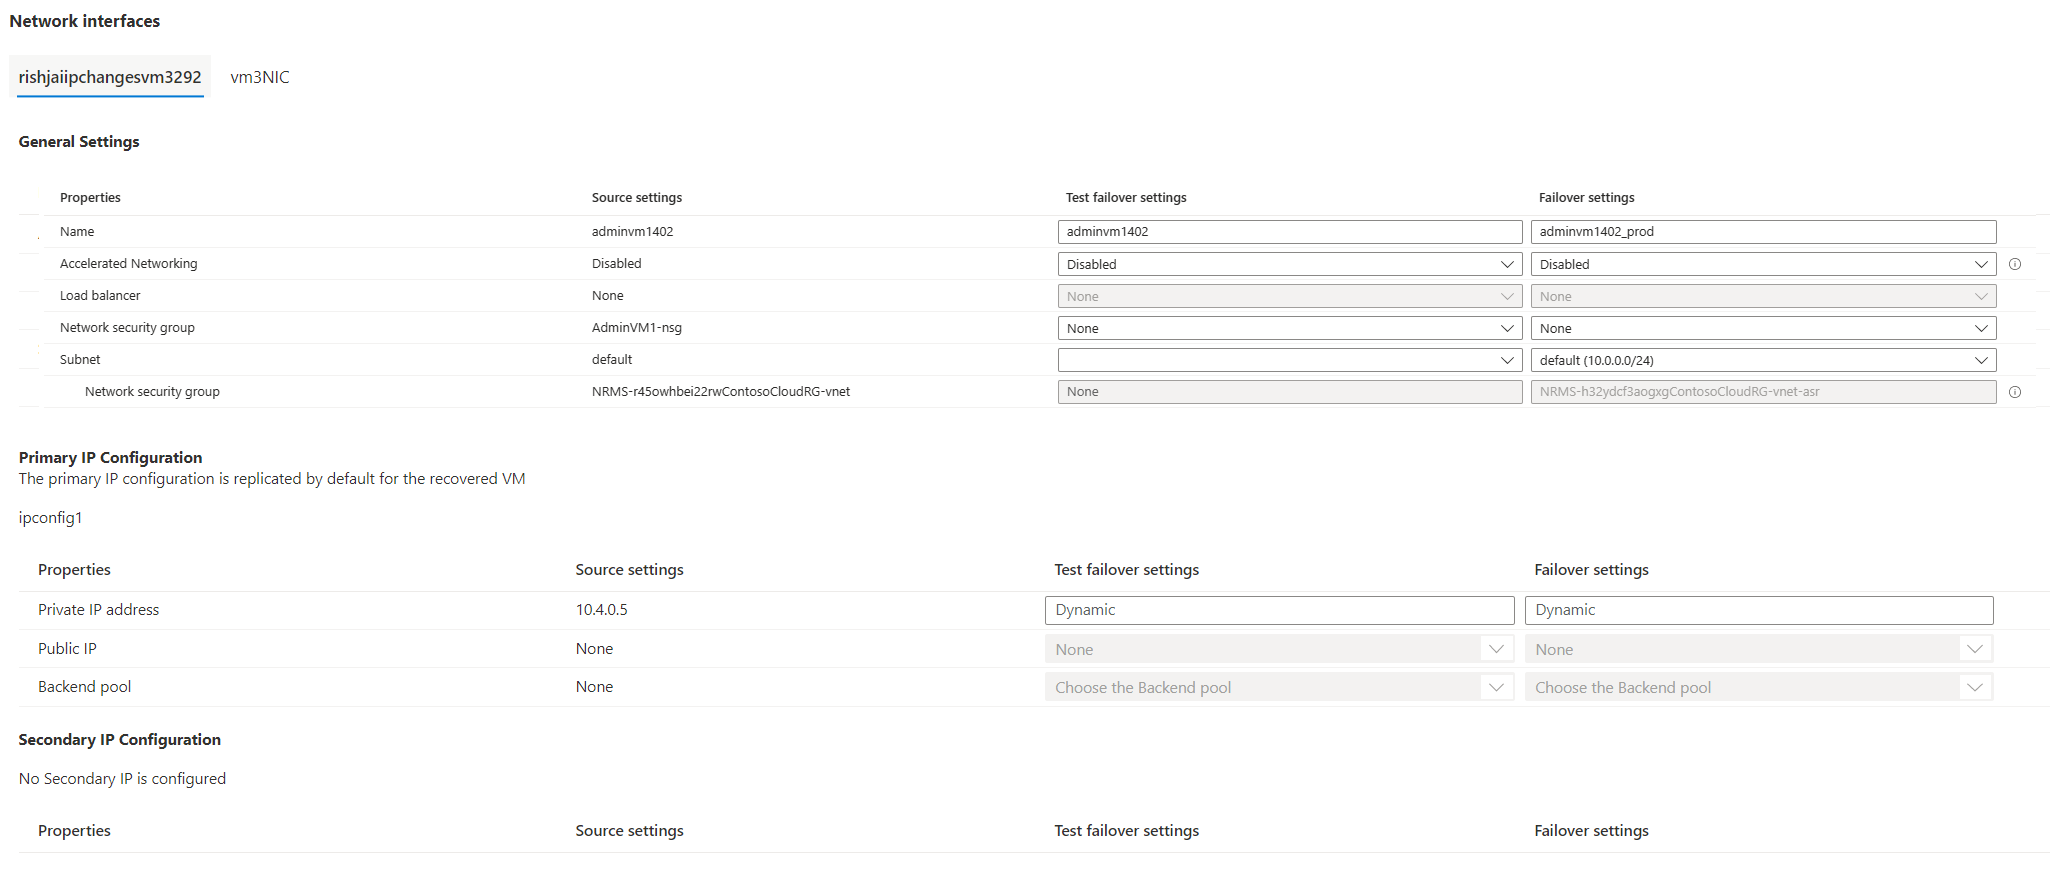 Network interfaces
rishjaiipchangesvm3292 vm3NIC
General Settings
Properties Source settings Test failover settings Failover settings
Name adminvm1402 adminvm1402 adminvm1402_prod
Accelerated Networking Disabled Disabled Disabled
Load balancer None None None
Network security group AdminVM1-nsg None None
Subnet default default (10.0.0.0/24)
Network security group NRMS-r45owhbei22rwContosoCloudRG-vnet None NRMS-h32ydcf3aogxgContosoCloudRG-vnet-asr
Primary IP Configuration
The primary IP configuration is replicated by default for the recovered VM
ipconfig1
Properties Source settings Test failover settings Failover settings
Private IP address 10.4.0.5 Dynamic Dynamic
Public IP None None None
Backend pool None Choose the Backend pool Choose the Backend pool
Secondary IP Configuration
No Secondary IP is configured
Properties Source settings Test failover settings Failover settings